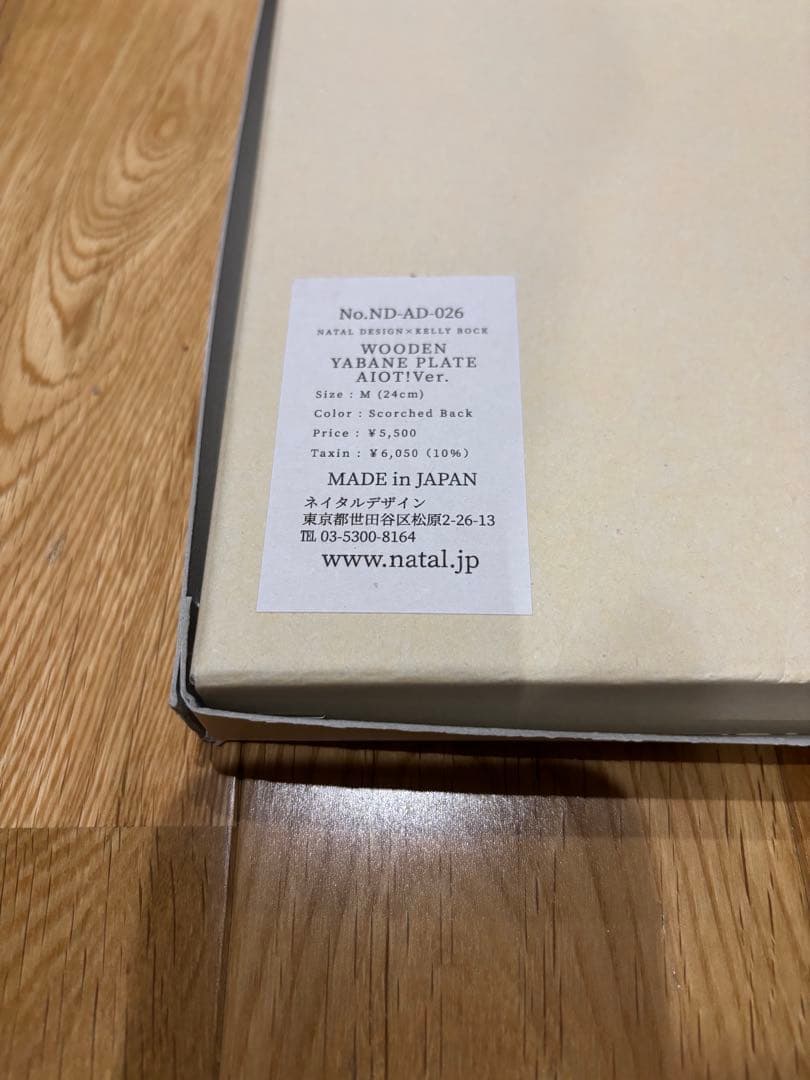 No.ND-AD-026
NATAL DESIGN×KELLY BOCK
WOODEN
YABANE PLATE
AIOT!Ver.
Size : M (24cm)
Color : Scorched Back
Price : ¥5,500
Taxin : ¥6,050 (10%)
MADE in JAPAN
ネイタルデザイン
東京都世田谷区松原2-26-13
℡ 03-5300-8164
www.natal.jp